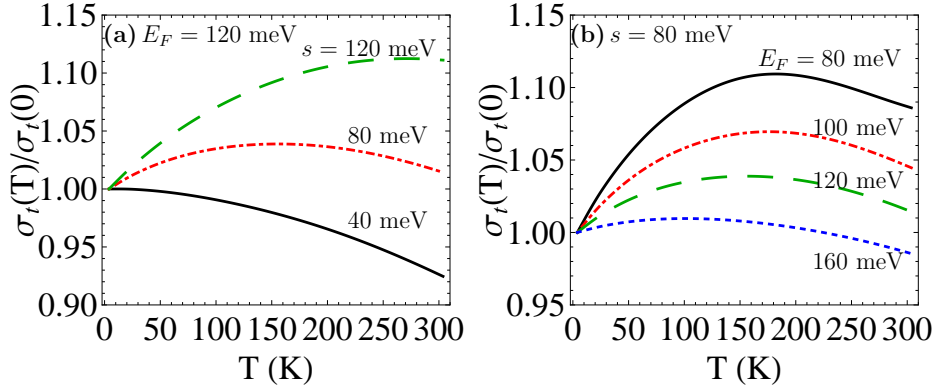 (a) E_F = 120 meV
s = 120 meV
80 meV
40 meV
σ_t(T)/σ_t(0)
1.15
1.10
1.05
1.00
0.95
0.90
0 50 100 150 200 250 300
T (K)
(b) s = 80 meV
E_F = 80 meV
100 meV
120 meV
160 meV
σ_t(T)/σ_t(0)
1.15
1.10
1.05
1.00
0.95
0 50 100 150 200 250 300
T (K)